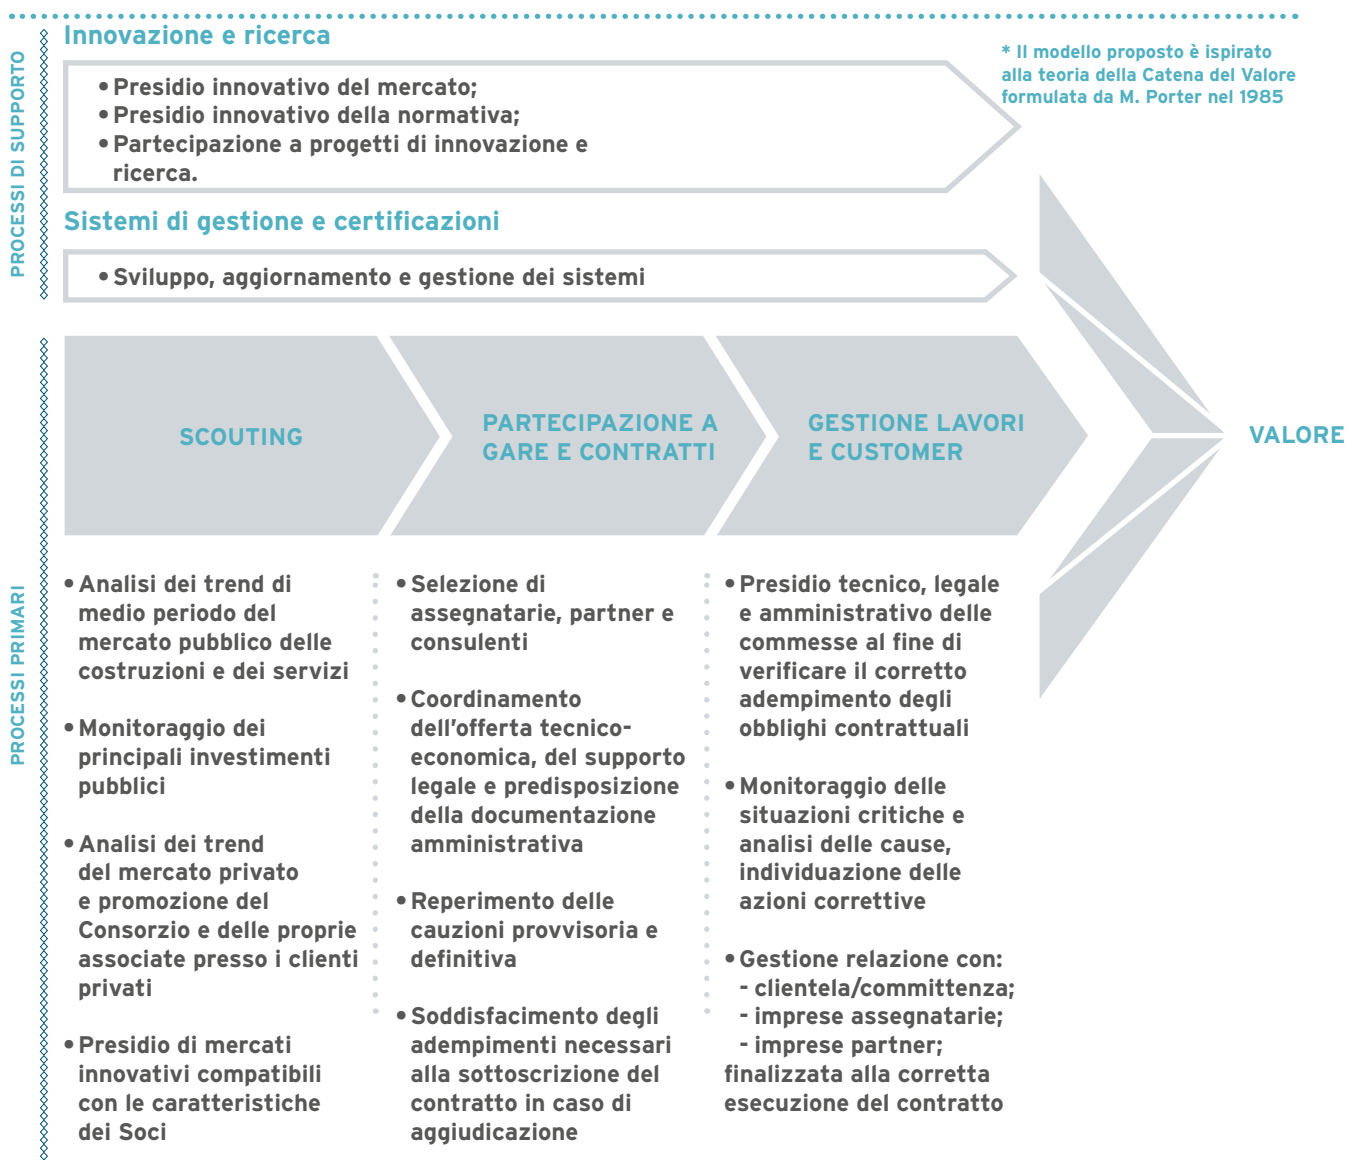 Innovazione e ricerca
* Il modello proposto è ispirato
alla teoria della Catena del Valore
formulata da M. Porter nel 1985
PROCESSI DI SUPPORTO
• Presidio innovativo del mercato;
• Presidio innovativo della normativa;
• Partecipazione a progetti di innovazione e
ricerca.
Sistemi di gestione e certificazioni
• Sviluppo, aggiornamento e gestione dei sistemi
PROCESSI PRIMARI
SCOUTING
PARTECIPAZIONE A
GARE E CONTRATTI
GESTIONE LAVORI
E CUSTOMER
VALORE
• Analisi dei trend di
medio periodo del
mercato pubblico delle
costruzioni e dei servizi
• Monitoraggio dei
principali investimenti
pubblici
• Analisi dei trend
del mercato privato
e promozione del
Consorzio e delle proprie
associate presso i clienti
privati
• Presidio di mercati
innovativi compatibili
con le caratteristiche
dei Soci
• Selezione di
assegnatarie, partner e
consulenti
• Coordinamento
dell'offerta tecnico-
economica, del supporto
legale e predisposizione
della documentazione
amministrativa
• Reperimento delle
cauzioni provvisoria e
definitiva
• Soddisfacimento degli
adempimenti necessari
alla sottoscrizione del
contratto in caso di
aggiudicazione
• Presidio tecnico, legale
e amministrativo delle
commesse al fine di
verificare il corretto
adempimento degli
obblighi contrattuali
• Monitoraggio delle
situazioni critiche e
analisi delle cause,
individuazione delle
azioni correttive
• Gestione relazione con:
- clientela/committenza;
- imprese assegnatarie;
- imprese partner;
finalizzata alla corretta
esecuzione del contratto